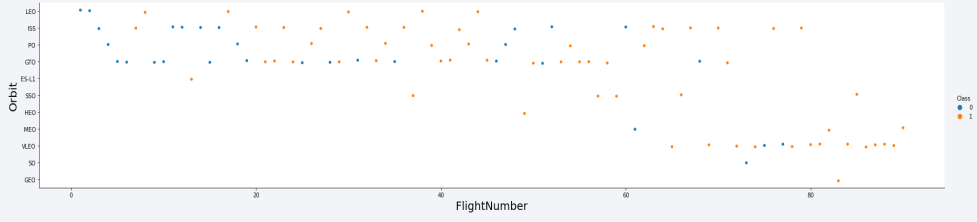 LEO
ISS
PO
GTO
ES-L1
SSO
HEO
MEO
VLEO
SO
GEO
Orbit
0
20
40
60
80
FlightNumber
Class
0
1